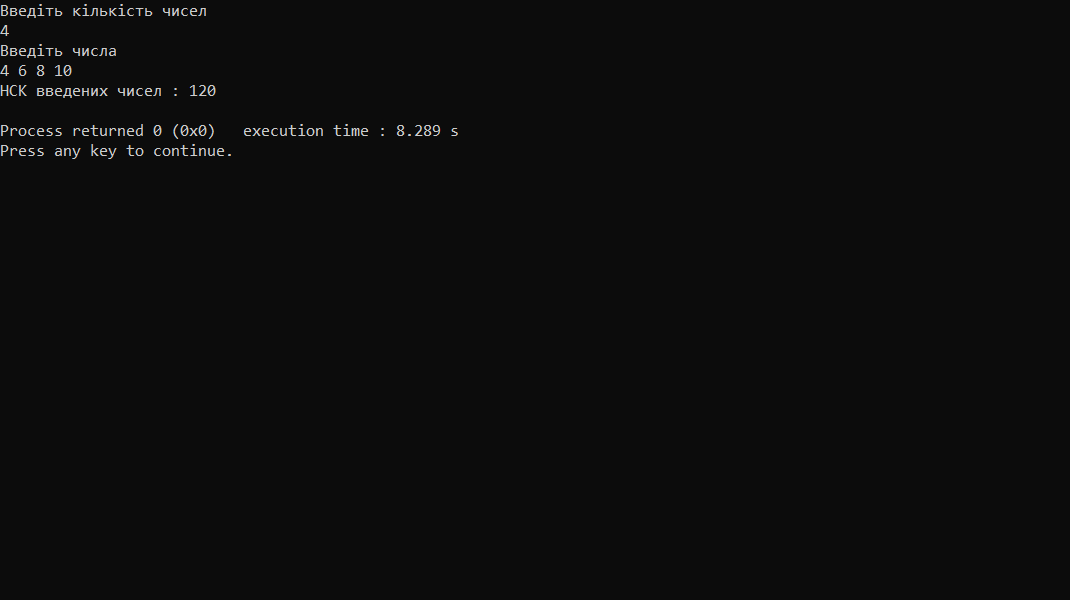 Введіть кількість чисел
4
Введіть числа
4 6 8 10
НСК введених чисел : 120
Process returned 0 (0x0)   execution time : 8.289 s
Press any key to continue.